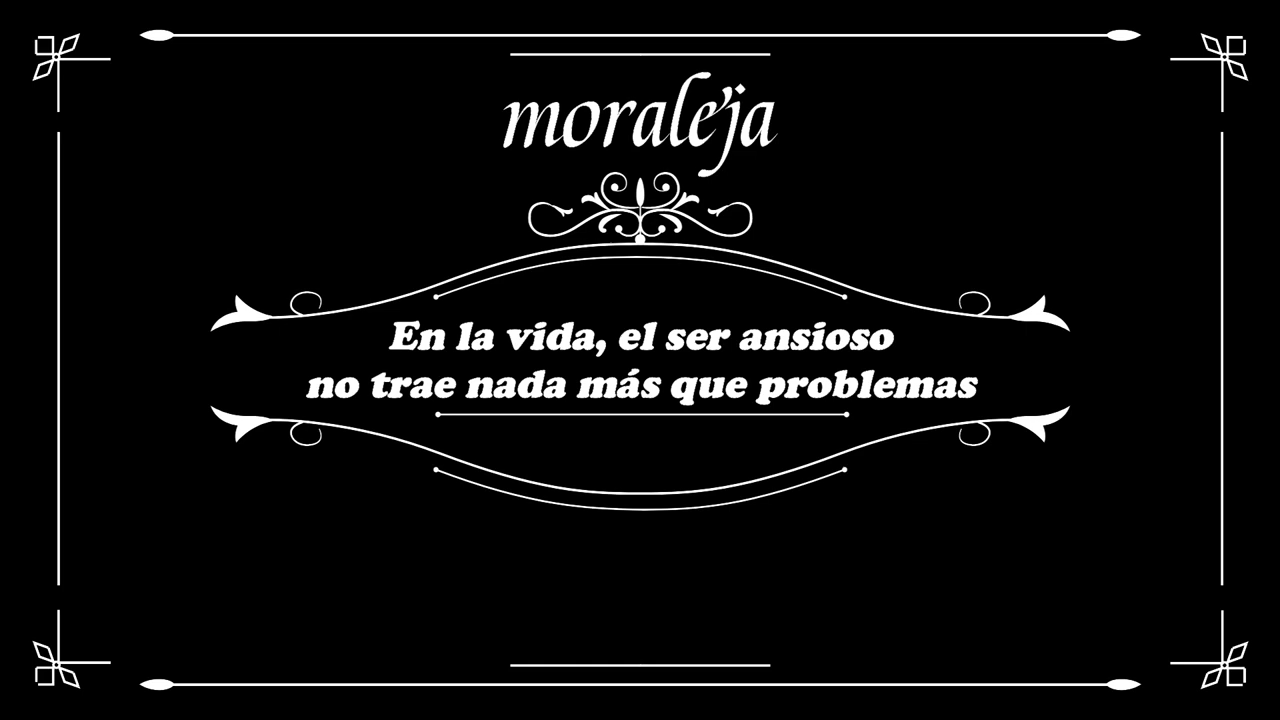 moraleja
En la vida, el ser ansioso
no trae nada más que problemas